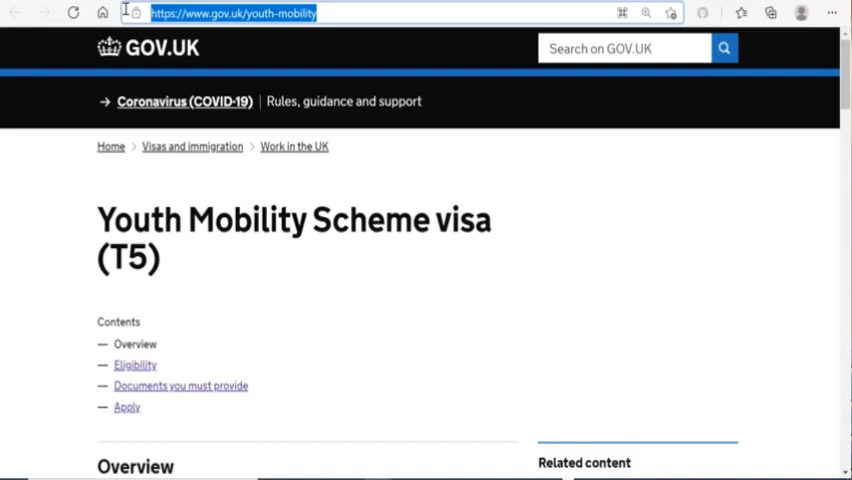 https://www.gov.uk/youth-mobility
GOV.UK
Search on GOV.UK
→ Coronavirus (COVID-19) | Rules, guidance and support
Home > Visas and immigration > Work in the UK
Youth Mobility Scheme visa
(T5)
Contents
— Overview
— Eligibility
— Documents you must provide
— Apply
Overview
Related content